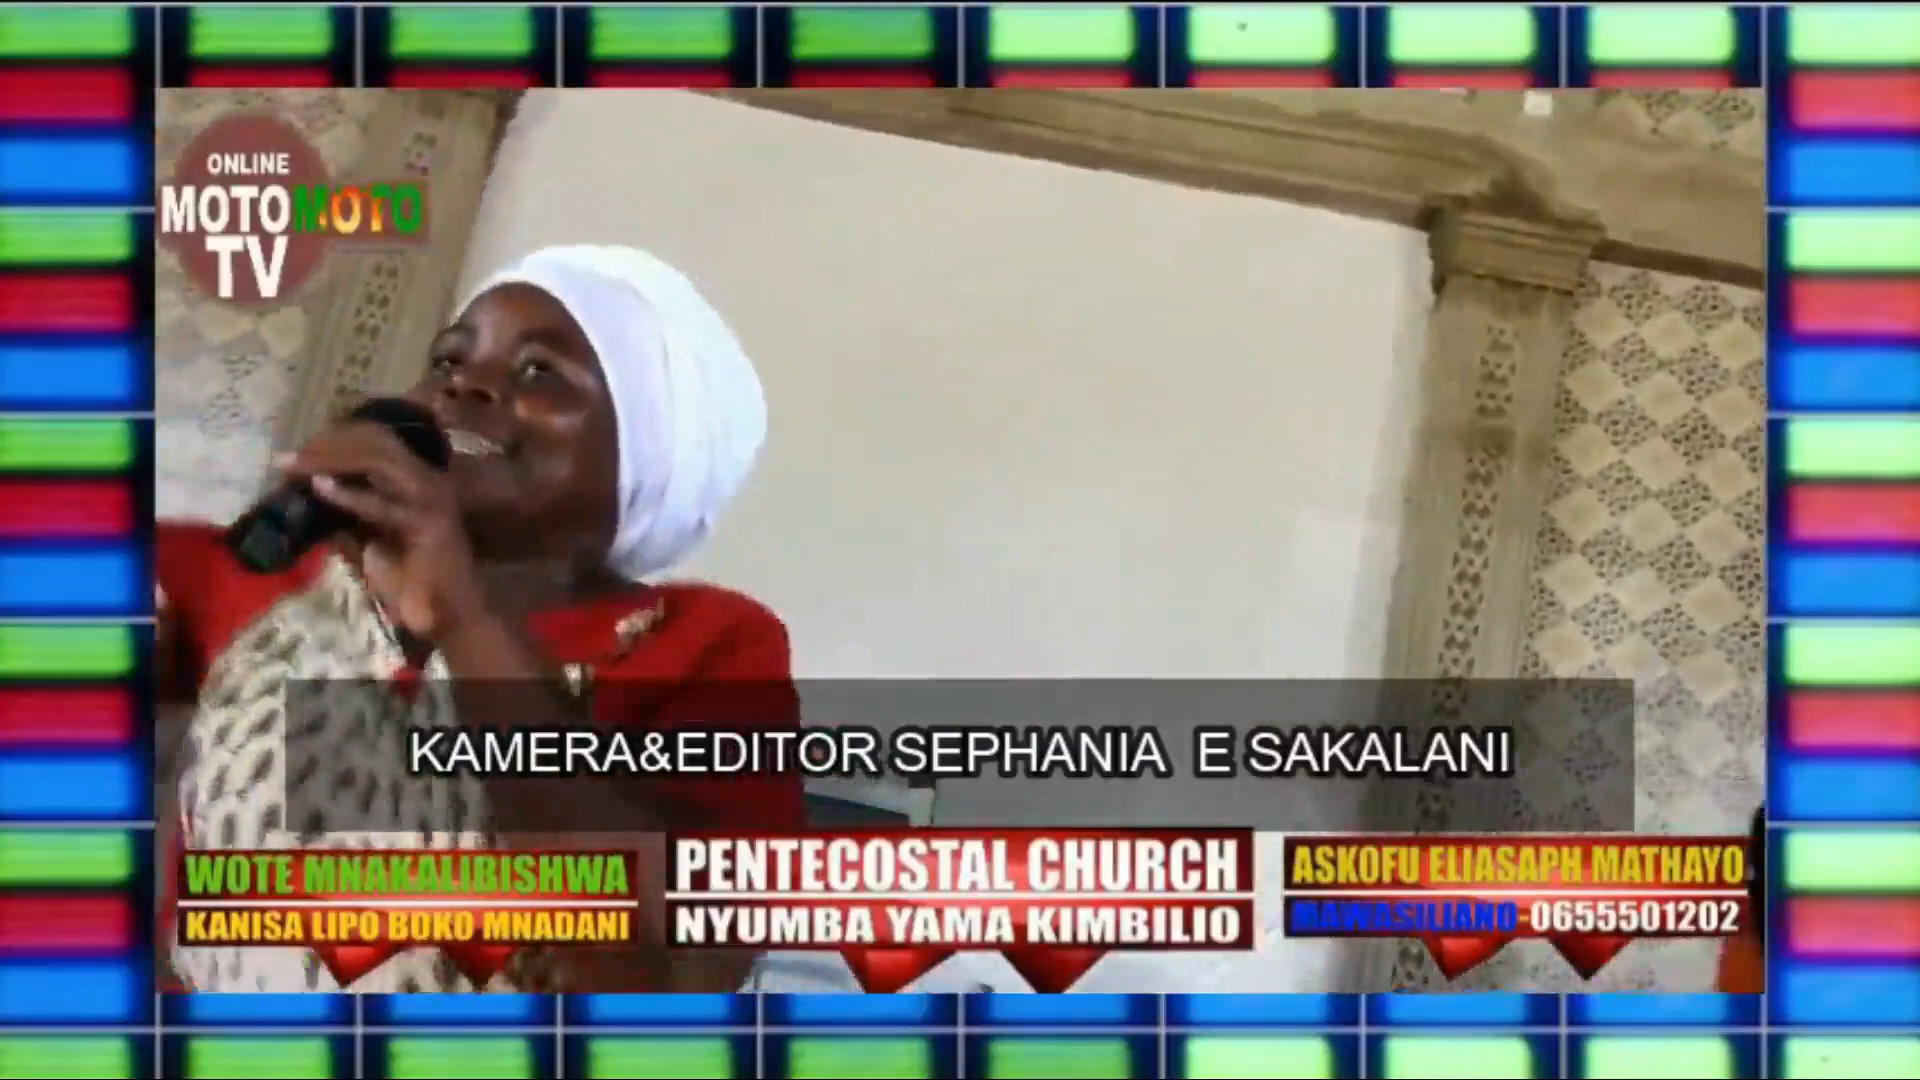 ONLINE
MOTOMOTO
TV
KAMERA&EDITOR SEPHANIA E SAKALANI
WOTE MNAKALIBISHWA
KANISA LIPO BOKO MNADANI
PENTECOSTAL CHURCH
NYUMBA YAMA KIMBILIO
ASKOFU ELIASAPH MATHAYO
MAWASILIANO-0655501202